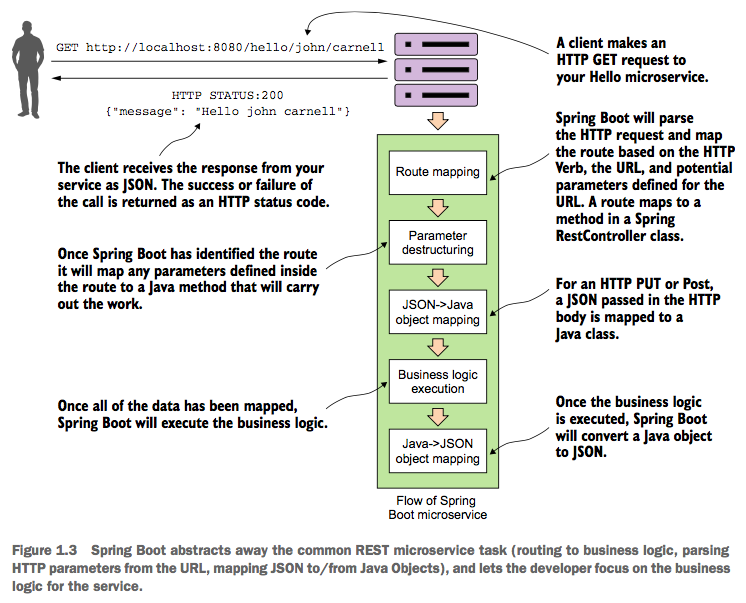 GET http://localhost:8080/hello/john/carnell
HTTP STATUS:200
{"message": "Hello john carnell"}
A client makes an
HTTP GET request to
your Hello microservice.
The client receives the response from your
service as JSON. The success or failure of
the call is returned as an HTTP status code.
Route mapping
Spring Boot will parse
the HTTP request and map
the route based on the HTTP
Verb, the URL, and potential
parameters defined for the
URL. A route maps to a
method in a Spring
RestController class.
Once Spring Boot has identified the route
it will map any parameters defined inside
the route to a Java method that will carry
out the work.
Parameter
destructuring
JSON->Java
object mapping
For an HTTP PUT or Post,
a JSON passed in the HTTP
body is mapped to a
Java class.
Once all of the data has been mapped,
Spring Boot will execute the business logic.
Business logic
execution
Java->JSON
object mapping
Once the business logic
is executed, Spring Boot
will convert a Java object
to JSON.
Flow of Spring
Boot microservice
Figure 1.3 Spring Boot abstracts away the common REST microservice task (routing to business logic, parsing
HTTP parameters from the URL, mapping JSON to/from Java Objects), and lets the developer focus on the
business logic for the service.